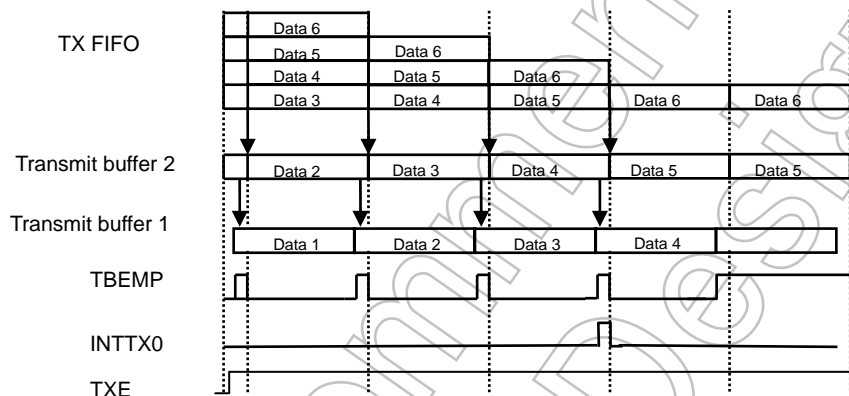 Data 6
TX FIFO
Data 5 Data 6
Data 4 Data 5 Data 6
Data 3 Data 4 Data 5 Data 6 Data 6
Transmit buffer 2 Data 2 Data 3 Data 4 Data 5 Data 5
Transmit buffer 1 Data 1 Data 2 Data 3 Data 4
TBEMP
INTTX0
TXE